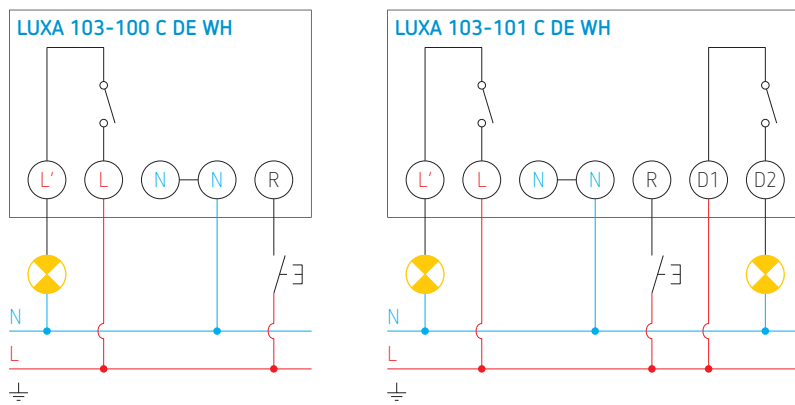 LUXA 103-100 C DE WH
L' L N N R
N
L
LUXA 103-101 C DE WH
L' L N N R D1 D2
N
L